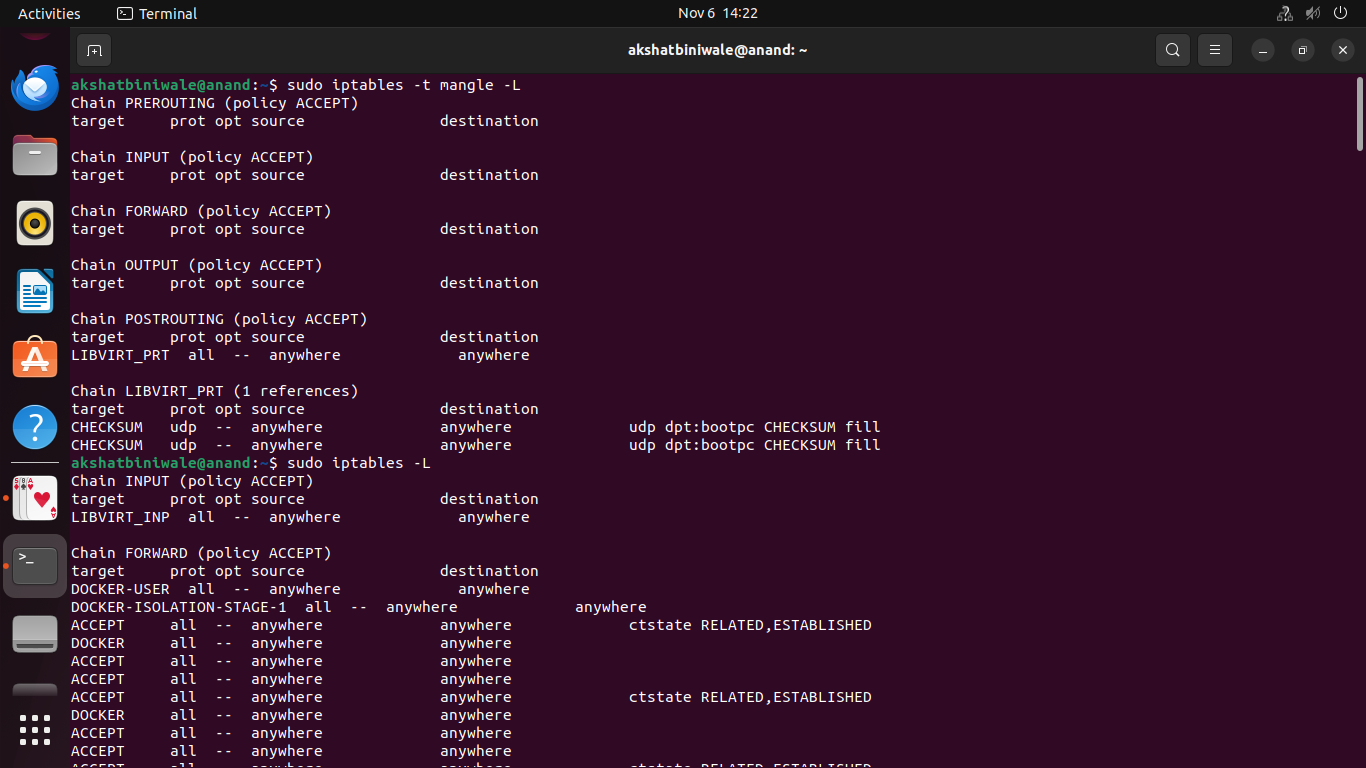 Activities Terminal Nov 6 14:22
akshatbiniwale@anand: ~
akshatbiniwale@anand:~$ sudo iptables -t mangle -L
Chain PREROUTING (policy ACCEPT)
target     prot opt source               destination

Chain INPUT (policy ACCEPT)
target     prot opt source               destination

Chain FORWARD (policy ACCEPT)
target     prot opt source               destination

Chain OUTPUT (policy ACCEPT)
target     prot opt source               destination

Chain POSTROUTING (policy ACCEPT)
target     prot opt source               destination
LIBVIRT_PRT  all  --  anywhere             anywhere

Chain LIBVIRT_PRT (1 references)
target     prot opt source               destination
CHECKSUM   udp  --  anywhere             anywhere             udp dpt:bootpc CHECKSUM fill
CHECKSUM   udp  --  anywhere             anywhere             udp dpt:bootpc CHECKSUM fill
akshatbiniwale@anand:~$ sudo iptables -L
Chain INPUT (policy ACCEPT)
target     prot opt source               destination
LIBVIRT_INP  all  --  anywhere             anywhere

Chain FORWARD (policy ACCEPT)
target     prot opt source               destination
DOCKER-USER  all  --  anywhere             anywhere
DOCKER-ISOLATION-STAGE-1  all  --  anywhere             anywhere
ACCEPT     all  --  anywhere             anywhere             ctstate RELATED,ESTABLISHED
DOCKER     all  --  anywhere             anywhere
ACCEPT     all  --  anywhere             anywhere
ACCEPT     all  --  anywhere             anywhere
ACCEPT     all  --  anywhere             anywhere             ctstate RELATED,ESTABLISHED
DOCKER     all  --  anywhere             anywhere
ACCEPT     all  --  anywhere             anywhere
ACCEPT     all  --  anywhere             anywhere
ACCEPT     all  --  anywhere             anywhere             ctstate RELATED,ESTABLISHED